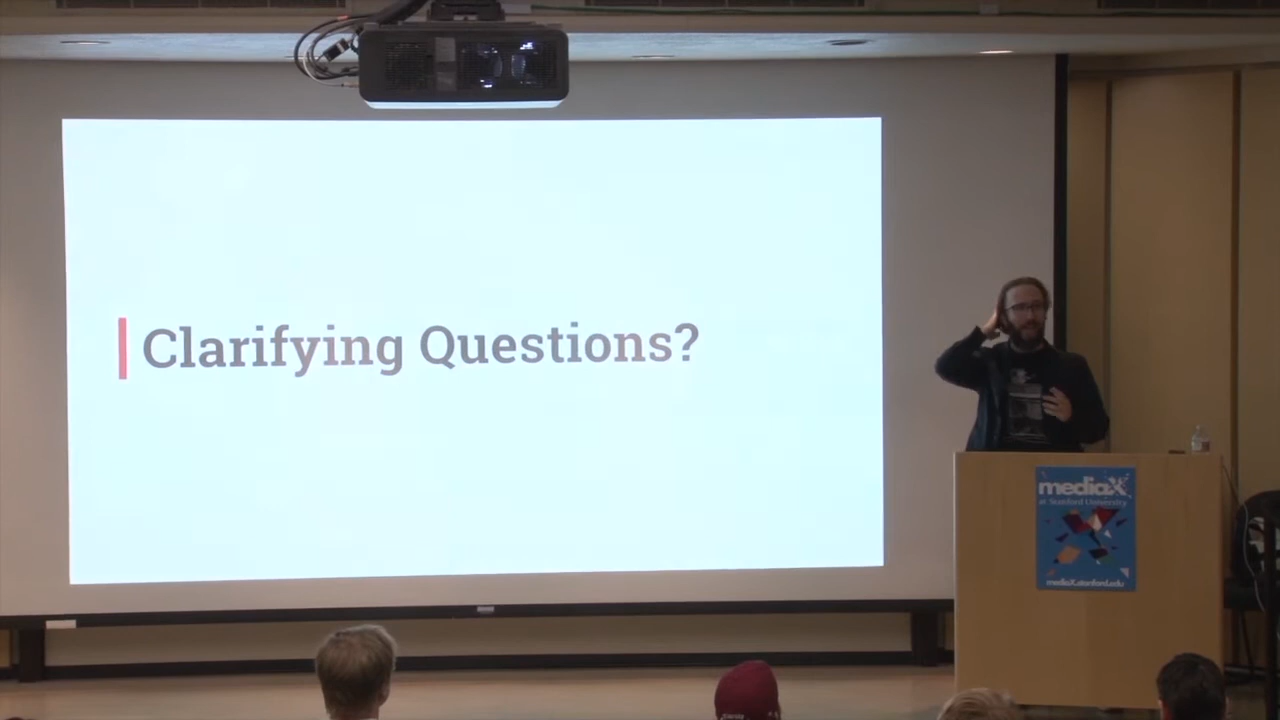 Clarifying Questions?
mediaX
at Stanford University
mediaX.stanford.edu